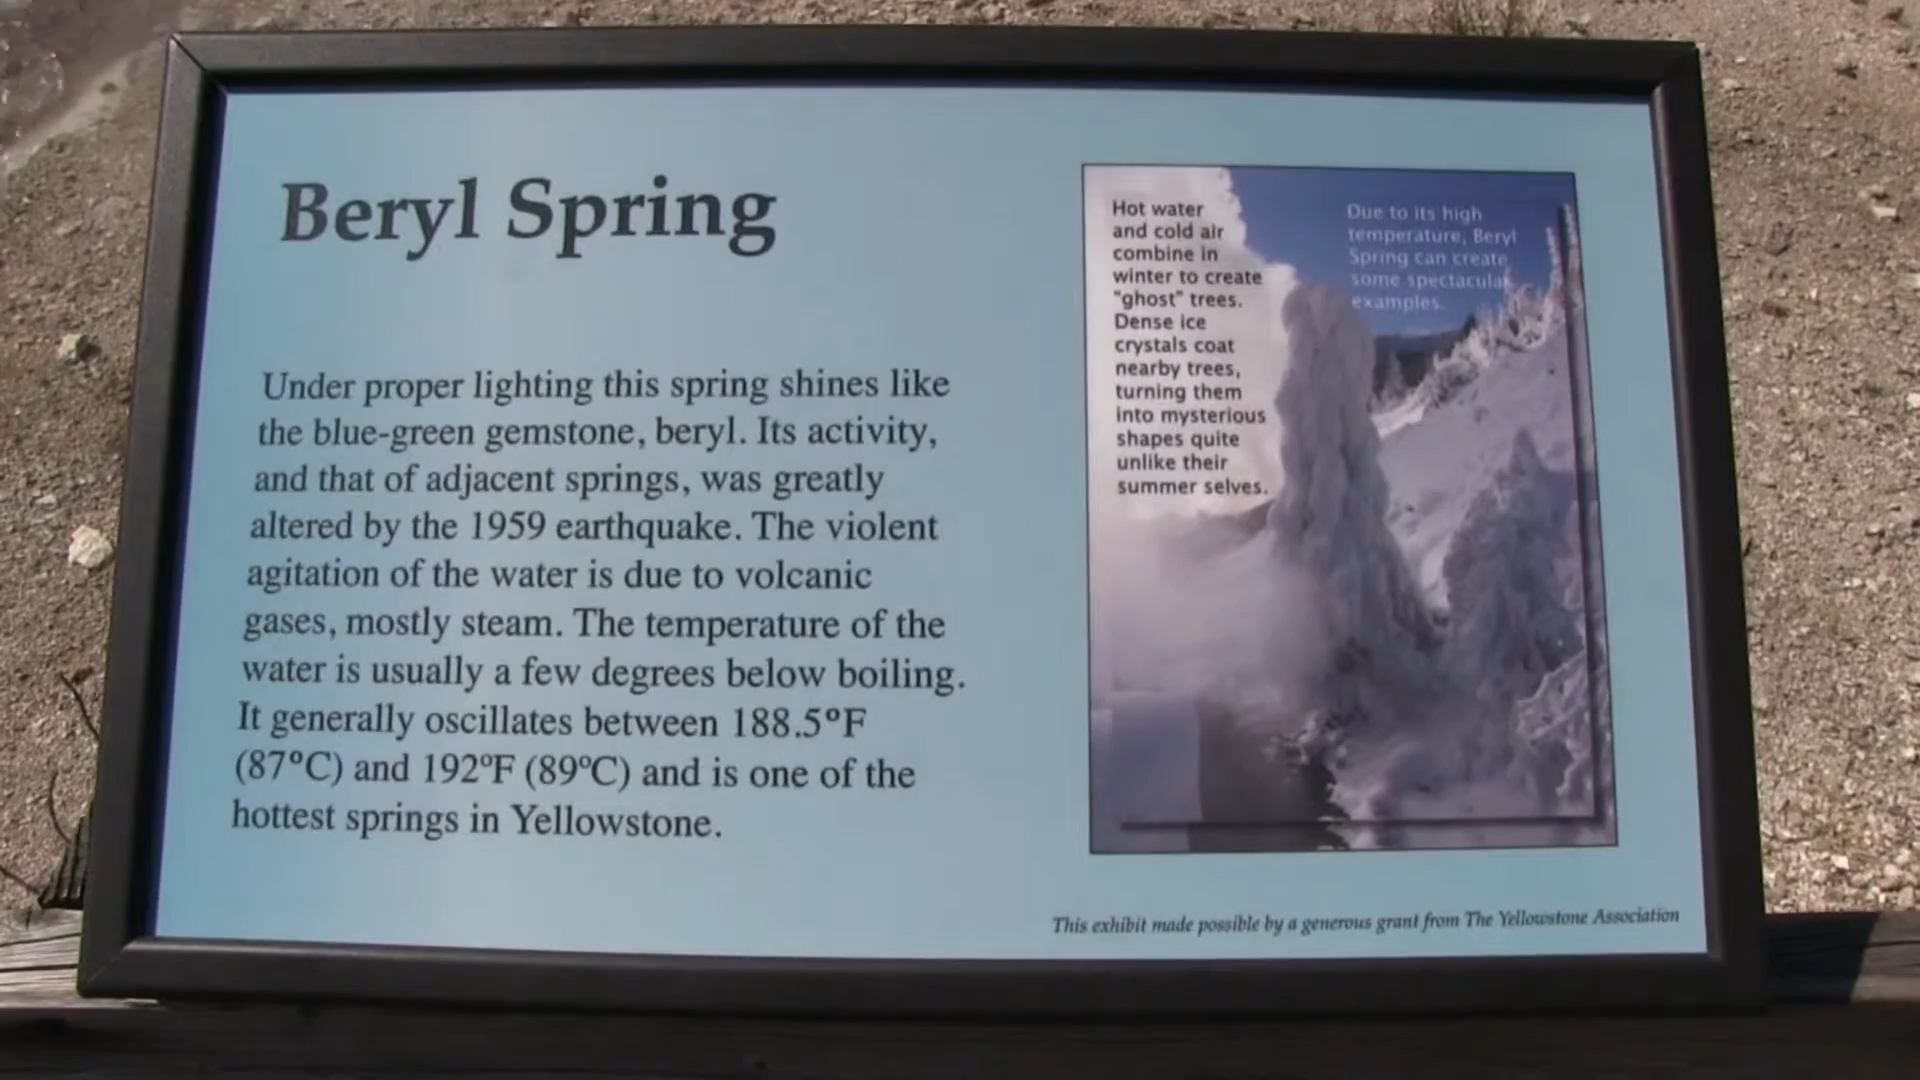 Beryl Spring
Under proper lighting this spring shines like
the blue-green gemstone, beryl. Its activity,
and that of adjacent springs, was greatly
altered by the 1959 earthquake. The violent
agitation of the water is due to volcanic
gases, mostly steam. The temperature of the
water is usually a few degrees below boiling.
It generally oscillates between 188.5°F
(87°C) and 192°F (89°C) and is one of the
hottest springs in Yellowstone.
Hot water
and cold air
combine in
winter to create
"ghost" trees.
Dense ice
crystals coat
nearby trees,
turning them
into mysterious
shapes quite
unlike their
summer selves.
Due to its high
temperature, Beryl
Spring can create
some spectacular
examples.
This exhibit made possible by a generous grant from The Yellowstone Association